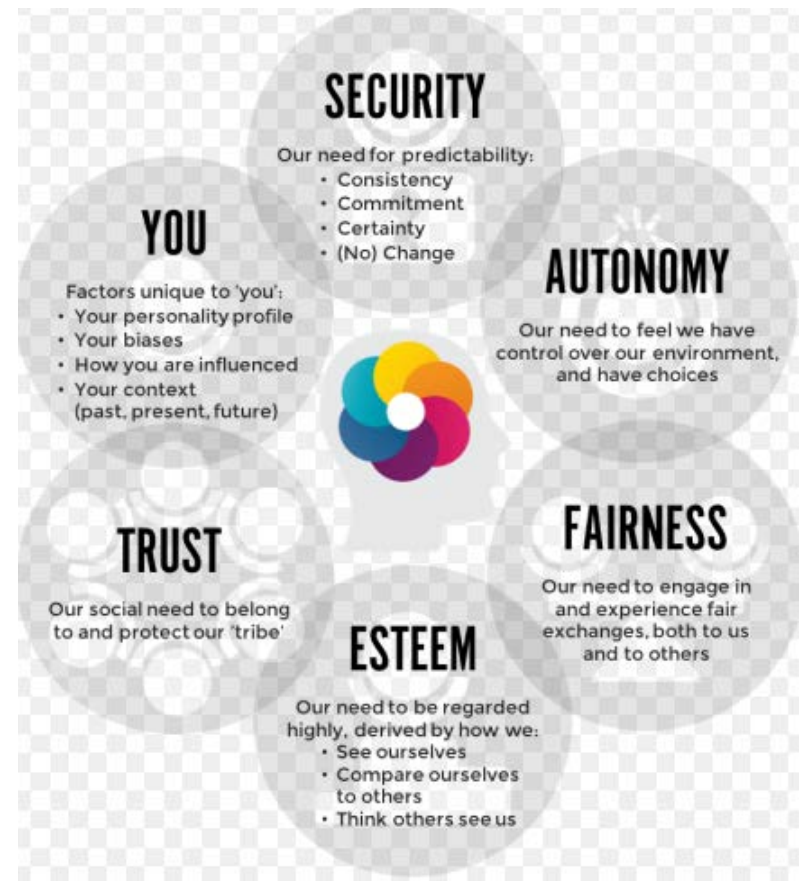 SECURITY
Our need for predictability:
• Consistency
• Commitment
• Certainty
• (No) Change
AUTONOMY
Our need to feel we have
control over our environment,
and have choices
FAIRNESS
Our need to engage in
and experience fair
exchanges, both to us
and to others
ESTEEM
Our need to be regarded
highly, derived by how we:
• See ourselves
• Compare ourselves
to others
• Think others see us
TRUST
Our social need to belong
to and protect our 'tribe'
YOU
Factors unique to 'you':
• Your personality profile
• Your biases
• How you are influenced
• Your context
(past, present, future)